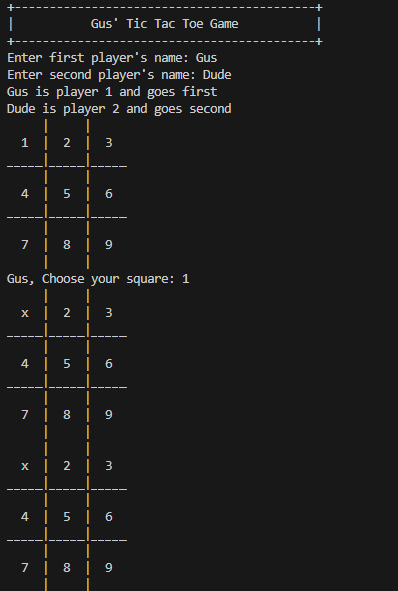 +------------------------------------------+
|          Gus' Tic Tac Toe Game           |
+------------------------------------------+
Enter first player's name: Gus
Enter second player's name: Dude
Gus is player 1 and goes first
Dude is player 2 and goes second
     |     |
  1  |  2  |  3
_____|_____|_____
     |     |
  4  |  5  |  6
_____|_____|_____
     |     |
  7  |  8  |  9
     |     |
Gus, Choose your square: 1
     |     |
  x  |  2  |  3
_____|_____|_____
     |     |
  4  |  5  |  6
_____|_____|_____
     |     |
  7  |  8  |  9
     |     |
     |     |
  x  |  2  |  3
_____|_____|_____
     |     |
  4  |  5  |  6
_____|_____|_____
     |     |
  7  |  8  |  9
     |     |